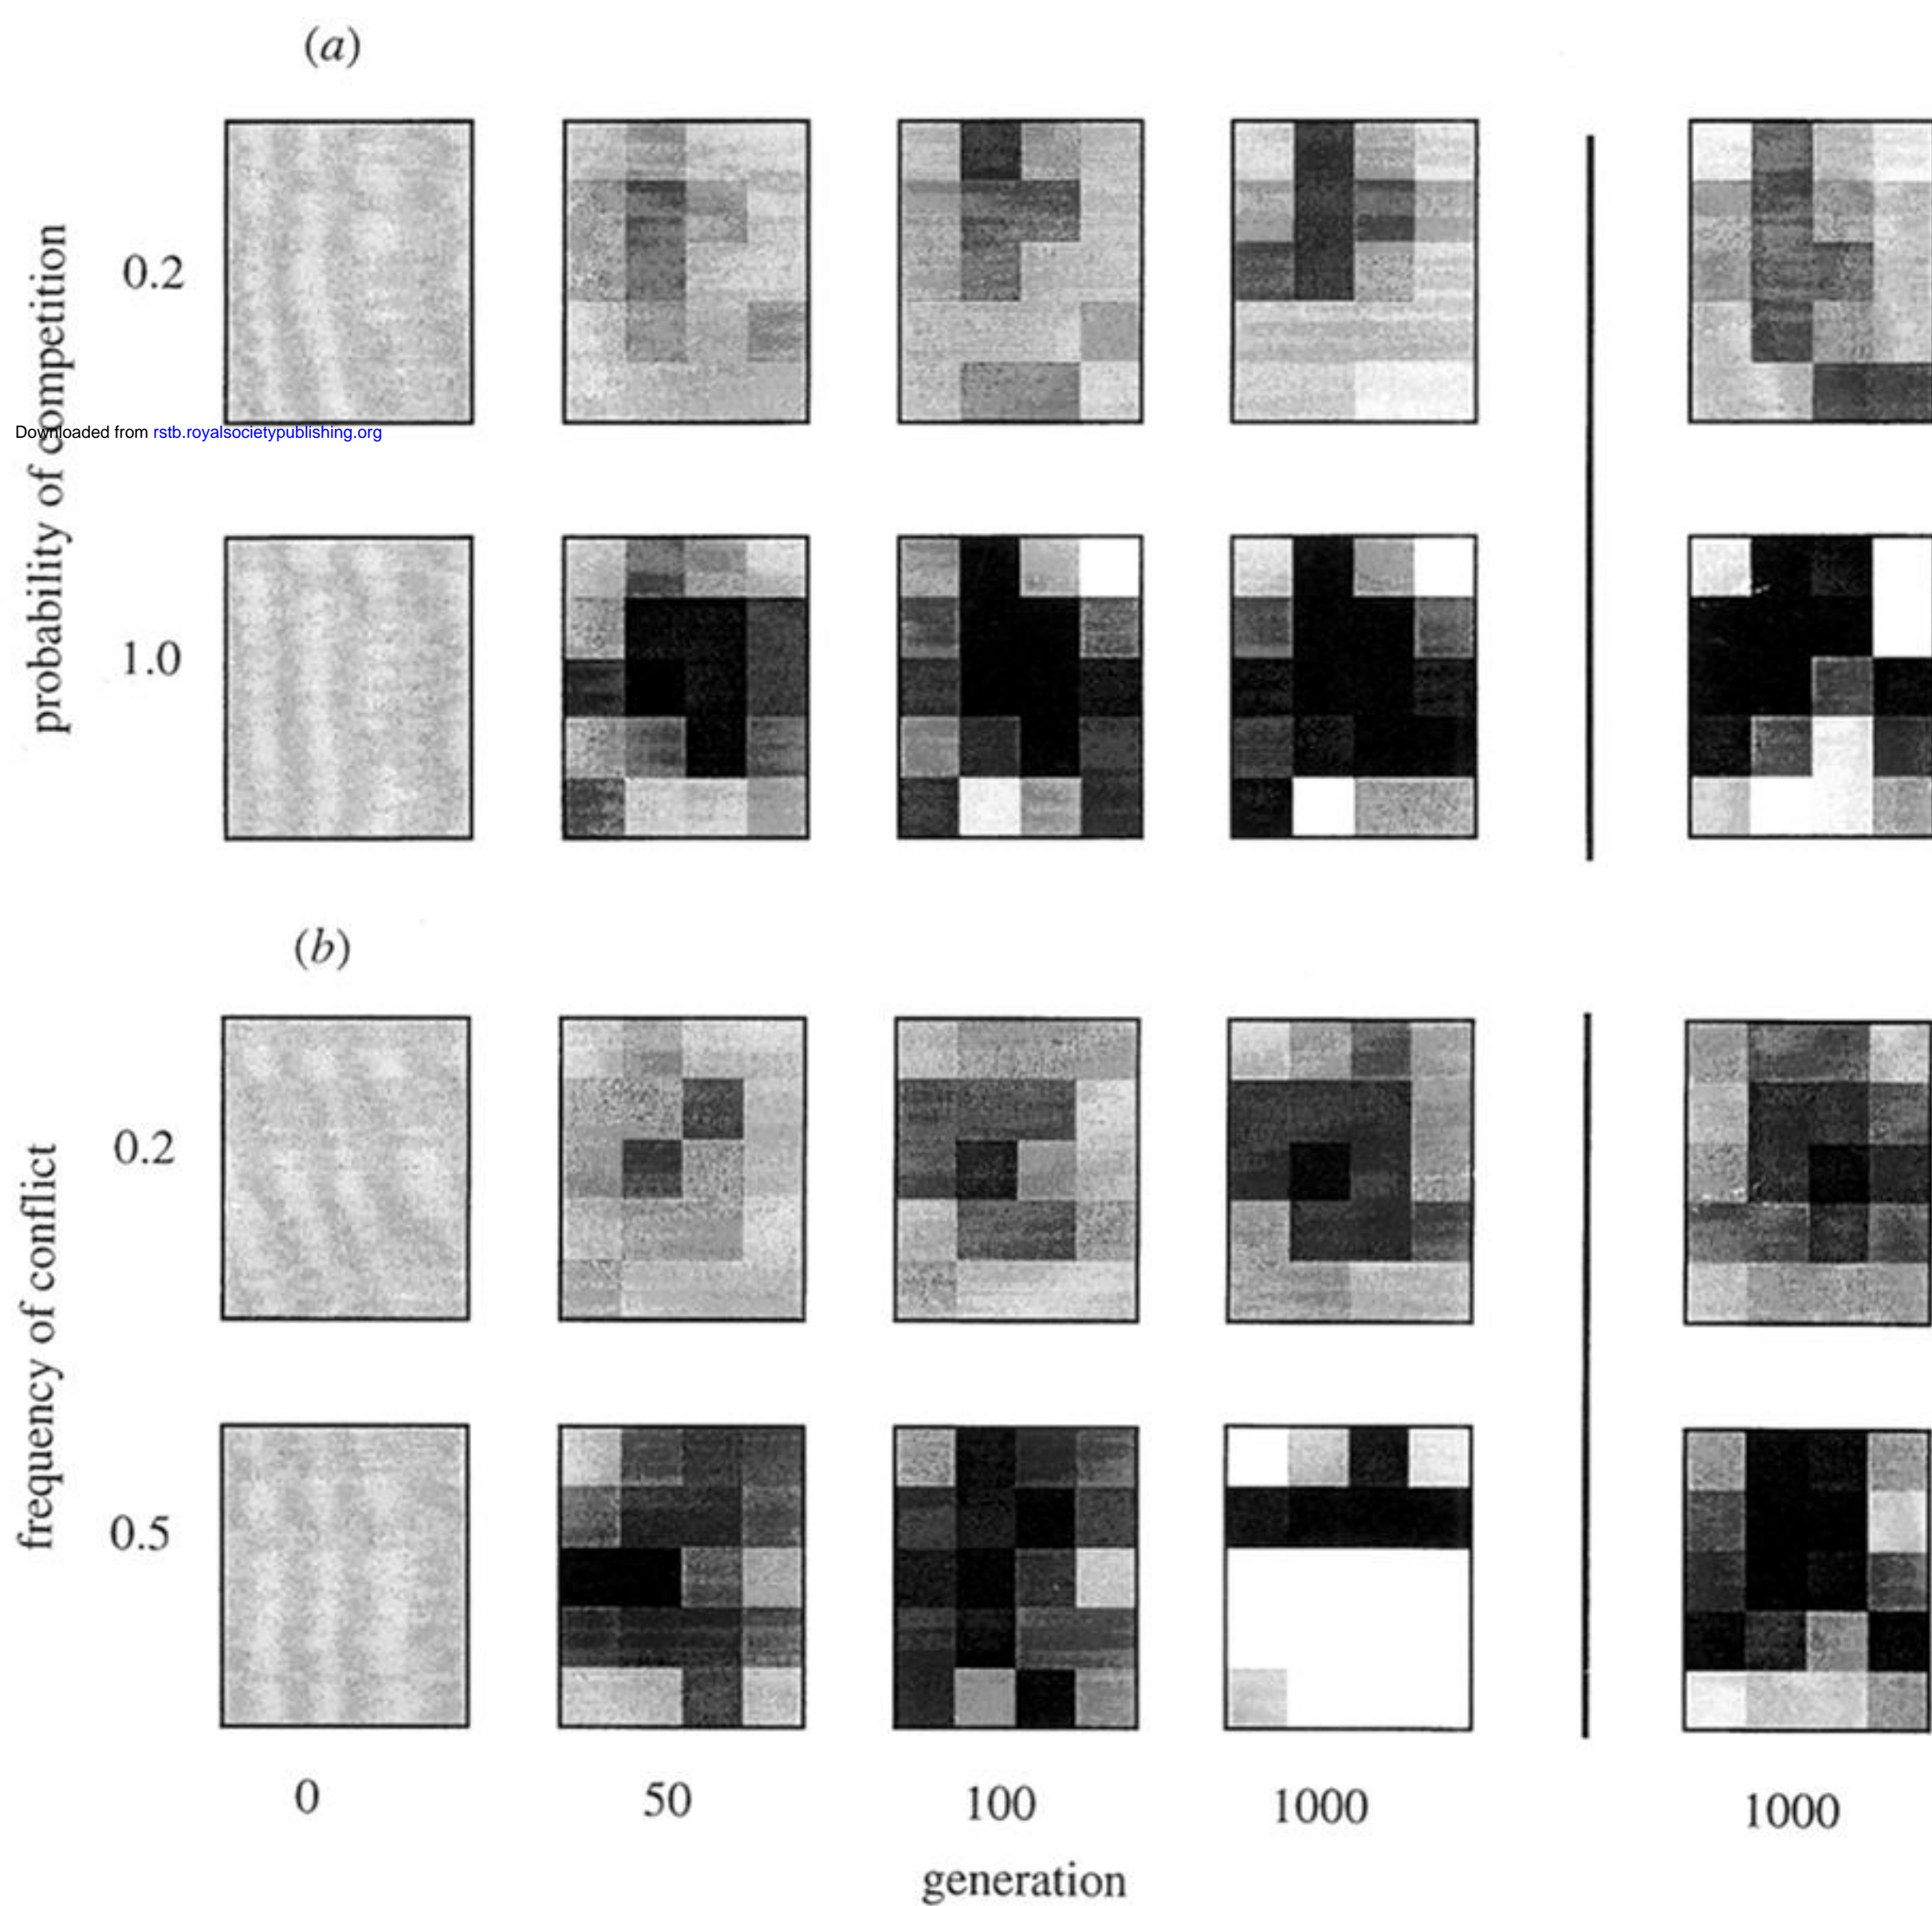 (a)
probability of competition
0.2
Downloaded from rstb.royalsocietypublishing.org
1.0
(b)
frequency of conflict
0.2
0.5
0 50 100 1000 1000
generation